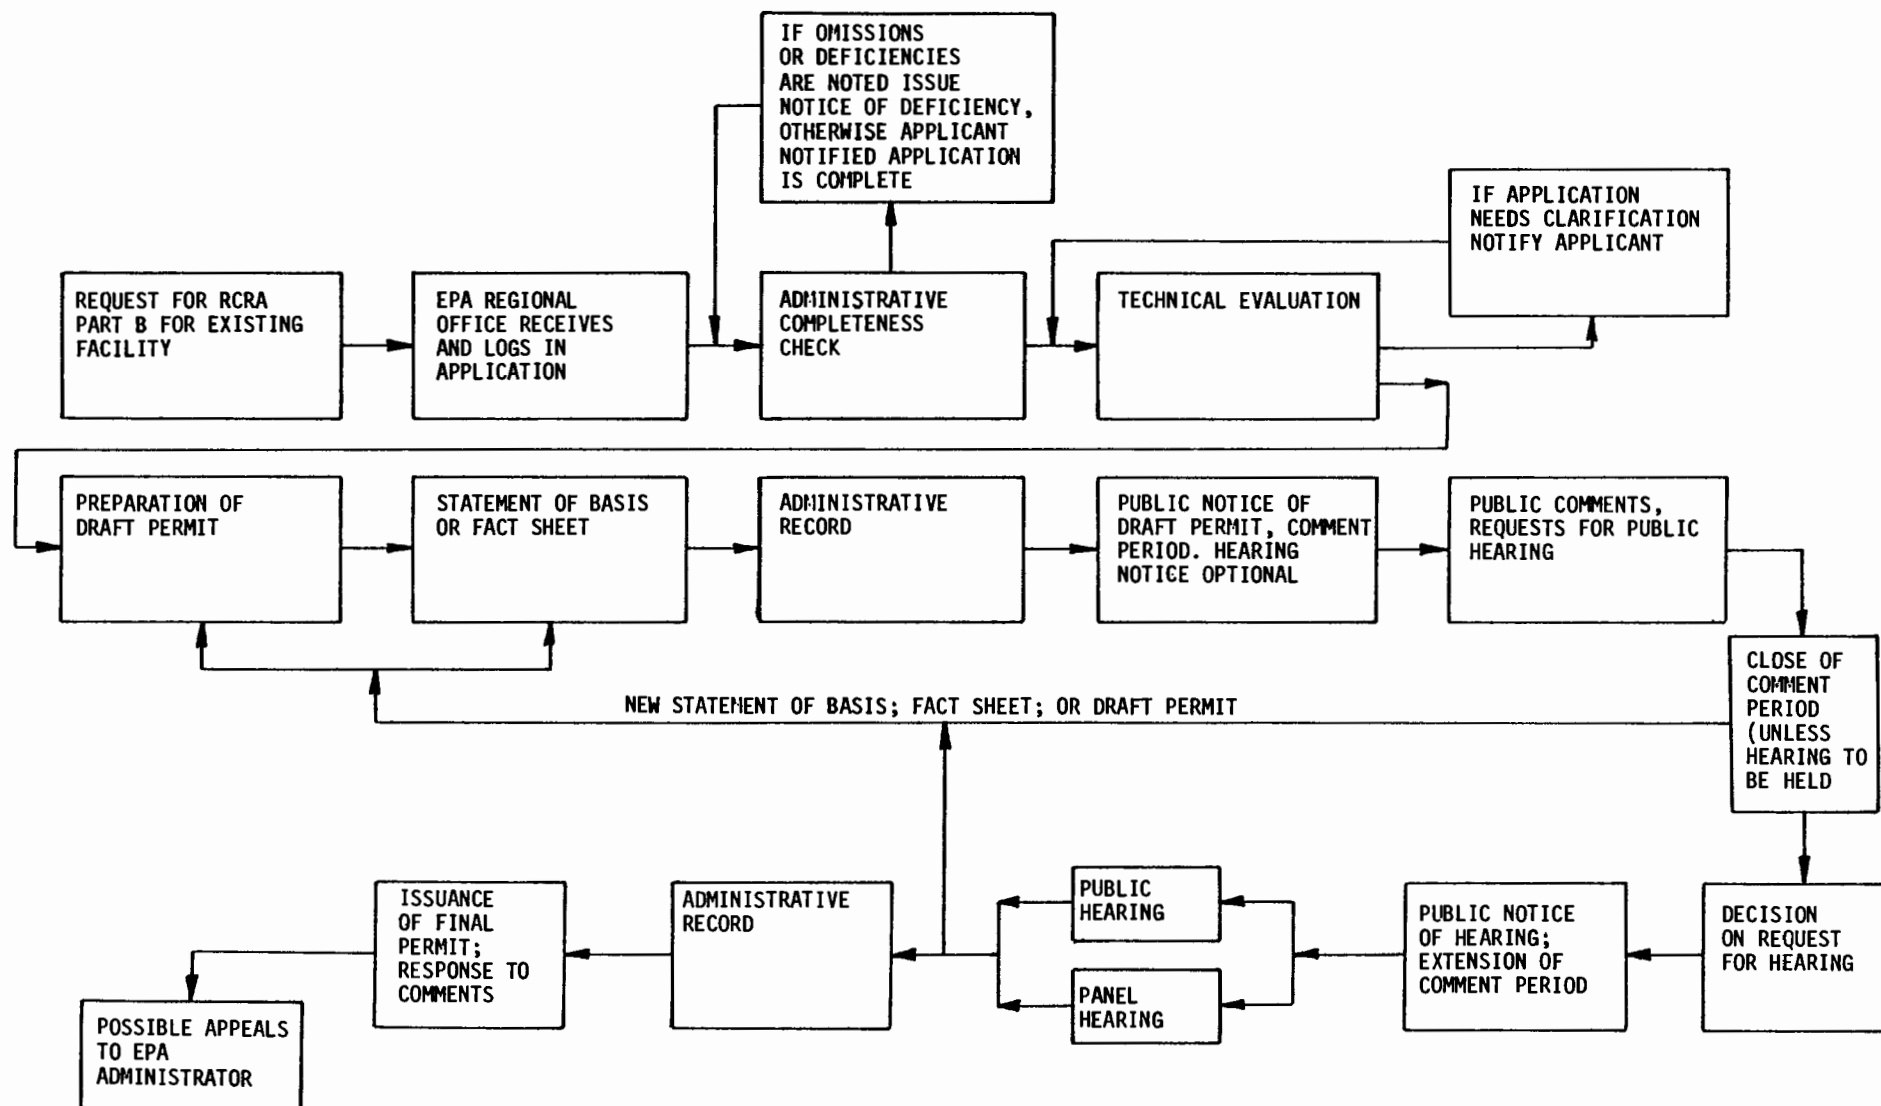 IF OMISSIONS
OR DEFICIENCIES
ARE NOTED ISSUE
NOTICE OF DEFICIENCY,
OTHERWISE APPLICANT
NOTIFIED APPLICATION
IS COMPLETE
IF APPLICATION
NEEDS CLARIFICATION
NOTIFY APPLICANT
REQUEST FOR RCRA
PART B FOR EXISTING
FACILITY
EPA REGIONAL
OFFICE RECEIVES
AND LOGS IN
APPLICATION
ADMINISTRATIVE
COMPLETENESS
CHECK
TECHNICAL EVALUATION
PREPARATION OF
DRAFT PERMIT
STATEMENT OF BASIS
OR FACT SHEET
ADMINISTRATIVE
RECORD
PUBLIC NOTICE OF
DRAFT PERMIT, COMMENT
PERIOD. HEARING
NOTICE OPTIONAL
PUBLIC COMMENTS,
REQUESTS FOR PUBLIC
HEARING
CLOSE OF
COMMENT
PERIOD
(UNLESS
HEARING TO
BE HELD
NEW STATEMENT OF BASIS; FACT SHEET; OR DRAFT PERMIT
DECISION
ON REQUEST
FOR HEARING
PUBLIC NOTICE
OF HEARING;
EXTENSION OF
COMMENT PERIOD
PUBLIC
HEARING
PANEL
HEARING
ADMINISTRATIVE
RECORD
ISSUANCE
OF FINAL
PERMIT;
RESPONSE TO
COMMENTS
POSSIBLE APPEALS
TO EPA
ADMINISTRATOR